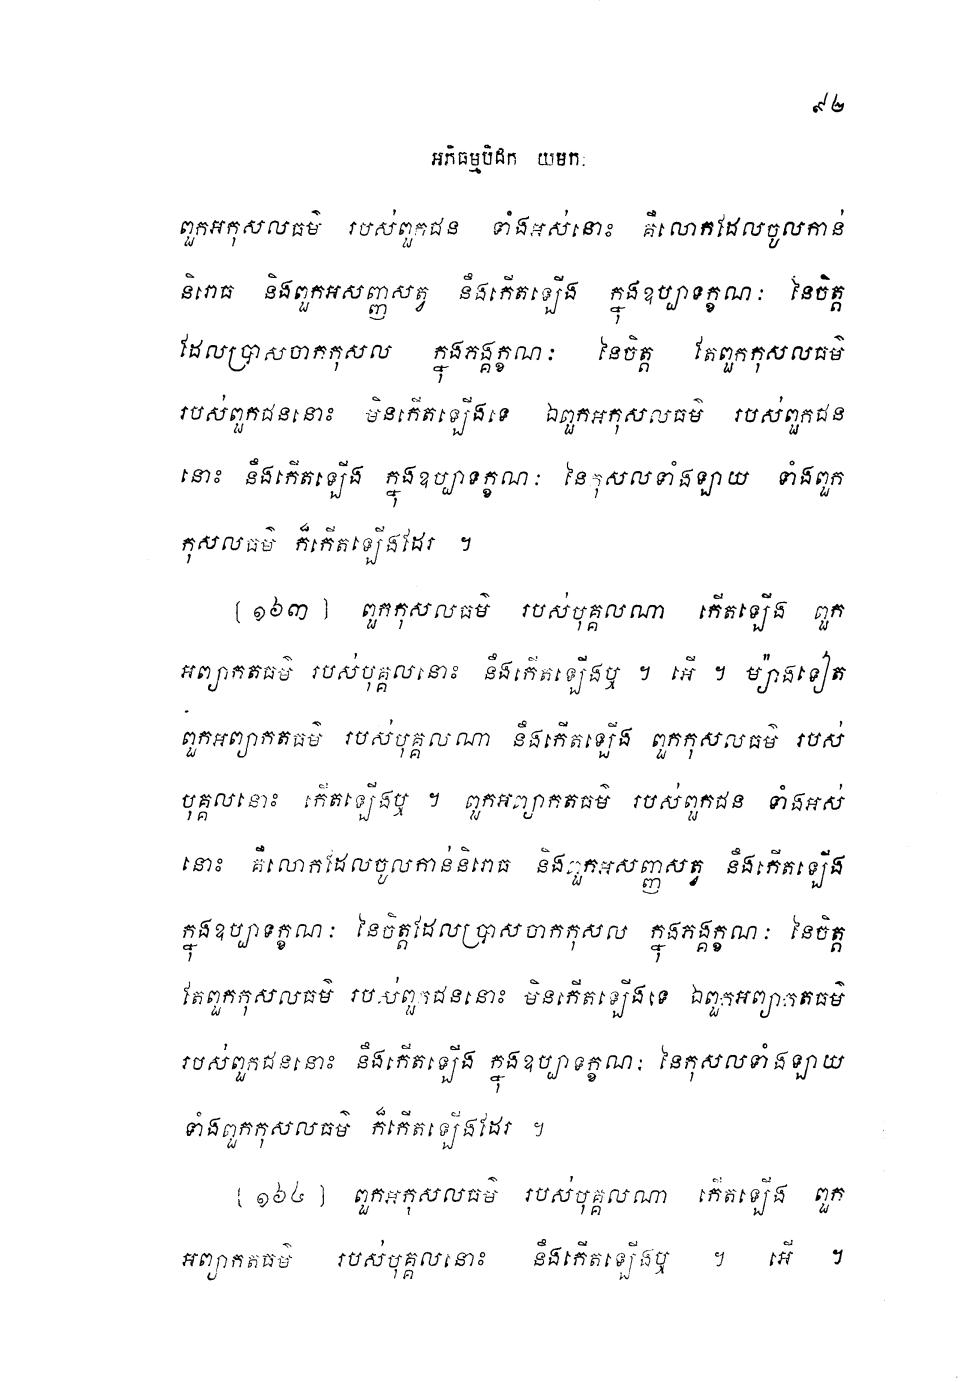 ៩២
អភិធម្មបិដក យមកៈ
ពួកអកុសលធម៌ របស់ពួកជន ទាំងអស់នោះ គឺលោកដែលចូលកាន់
និរោធ និងពួកអសញ្ញសត្វ នឹងកើតឡើង ក្នុងឧប្បាទក្ខណៈ នៃចិត្ត
ដែលប្រាសចាកកុសល ក្នុងភង្គក្ខណៈ នៃចិត្ត តែពួកកុសលធម៌
របស់ពួកជននោះ មិនកើតឡើងទេ ឯពួកអកុសលធម៌ របស់ពួកជន
នោះ នឹងកើតឡើង ក្នុងឧប្បាទក្ខណៈ នៃកុសលទាំងឡាយ ទាំងពួក
កុសលធម៌ ក៏កើតឡើងដែរ ។
[១៦៣] ពួកកុសលធម៌ របស់បុគ្គលណា កើតឡើង ពួក
អព្យាកតធម៌ របស់បុគ្គលនោះ នឹងកើតឡើងឬ ។ អើ ។ ម្យ៉ាងទៀត
ពួកអព្យាកតធម៌ របស់បុគ្គលណា នឹងកើតឡើង ពួកកុសលធម៌ របស់
បុគ្គលនោះ កើតឡើងឬ ។ ពួកអព្យាកតធម៌ របស់ពួកជន ទាំងអស់
នោះ គឺលោកដែលចូលកាន់និរោធ និងពួកអសញ្ញសត្វ នឹងកើតឡើង
ក្នុងឧប្បាទក្ខណៈ នៃចិត្តដែលប្រាសចាកកុសល ក្នុងភង្គក្ខណៈ នៃចិត្ត
តែពួកកុសលធម៌ របស់ពួកជននោះ មិនកើតឡើងទេ ឯពួកអព្យាកតធម៌
របស់ពួកជននោះ នឹងកើតឡើង ក្នុងឧប្បាទក្ខណៈ នៃកុសលទាំងឡាយ
ទាំងពួកកុសលធម៌ ក៏កើតឡើងដែរ ។
[១៦៤] ពួកអកុសលធម៌ របស់បុគ្គលណា កើតឡើង ពួក
អព្យាកតធម៌ របស់បុគ្គលនោះ នឹងកើតឡើងឬ ។ អើ ។